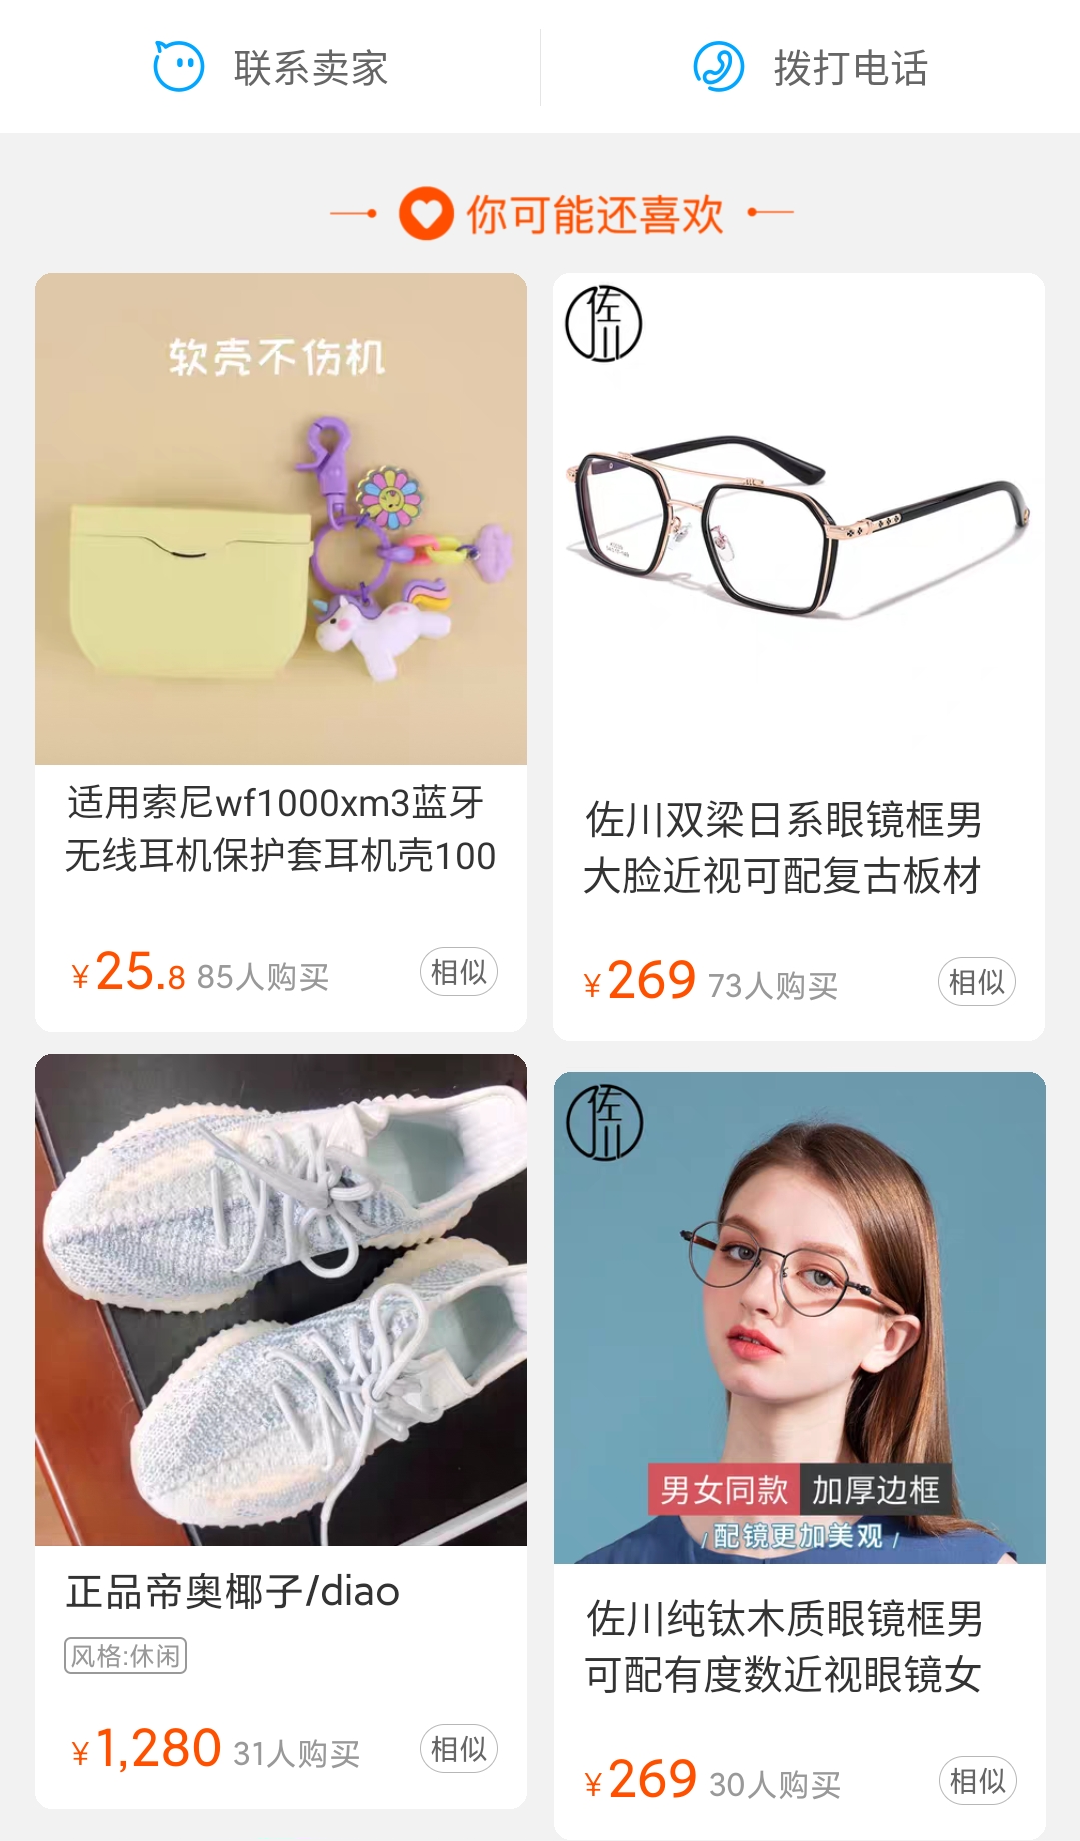 联系卖家
拨打电话
你可能还喜欢
软壳不伤机
适用索尼wf1000xm3蓝牙
无线耳机保护套耳机壳100
¥25.8 85人购买 相似
佐川
佐川双梁日系眼镜框男
大脸近视可配复古板材
¥269 73人购买 相似
正品帝奥椰子/diao
风格:休闲
¥1,280 31人购买 相似
佐川
男女同款 加厚边框
/配镜更加美观/
佐川纯钛木质眼镜框男
可配有度数近视眼镜女
¥269 30人购买 相似